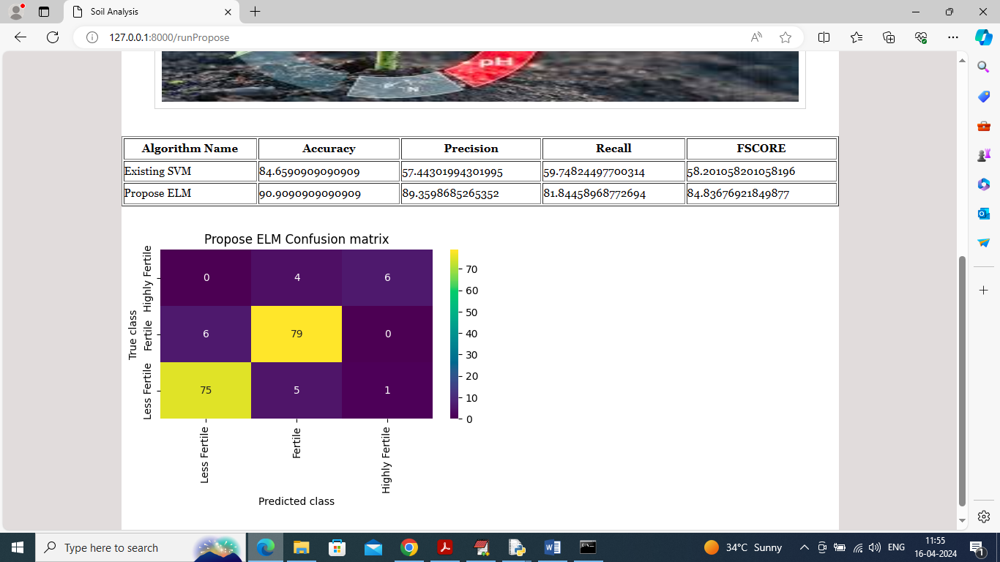 Soil Analysis
127.0.0.1:8000/runPropose
pH
N
Algorithm Name Accuracy Precision Recall FSCORE
Existing SVM 84.6590909090909 57.44301994301995 59.74824497700314 58.201058201058196
Propose ELM 90.9090909090909 89.3598685265352 81.84458968772694 84.83676921849877
Propose ELM Confusion matrix
True class
Highly Fertile 0 4 6
Fertile 6 79 0
Less Fertile 75 5 1
70
60
50
40
30
20
10
0
Less Fertile Fertile Highly Fertile
Predicted class
Type here to search
34°C Sunny
ENG
11:55
16-04-2024
1